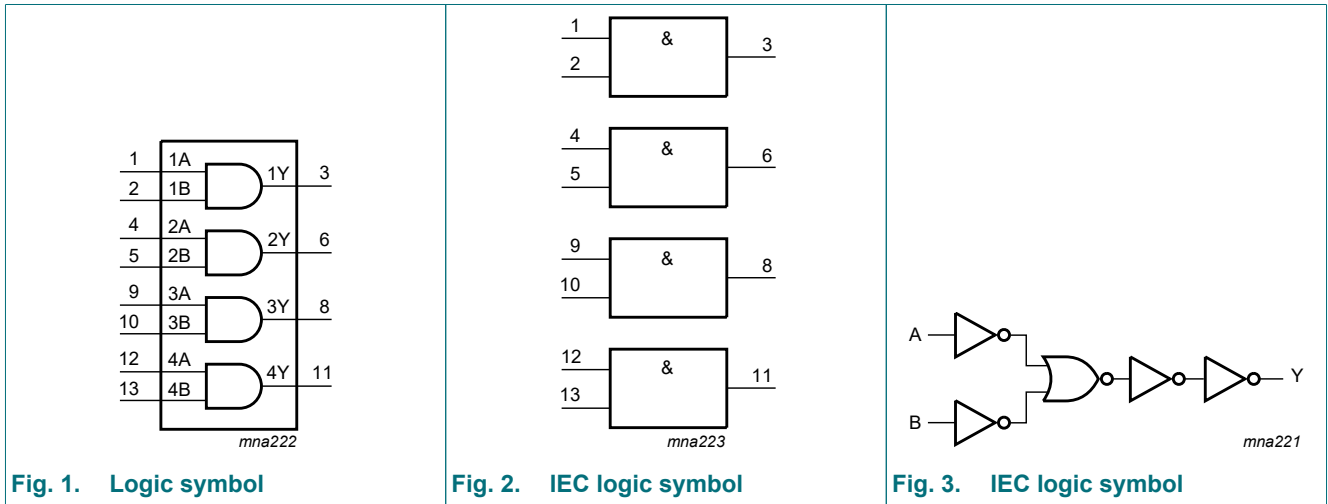 1 1A 1Y 3
2 1B
4 2A 2Y 6
5 2B
9 3A 3Y 8
10 3B
12 4A 4Y 11
13 4B
mna222
Fig. 1. Logic symbol
1 & 3
2
4 & 6
5
9 & 8
10
12 & 11
13
mna223
Fig. 2. IEC logic symbol
A
Y
B
mna221
Fig. 3. IEC logic symbol